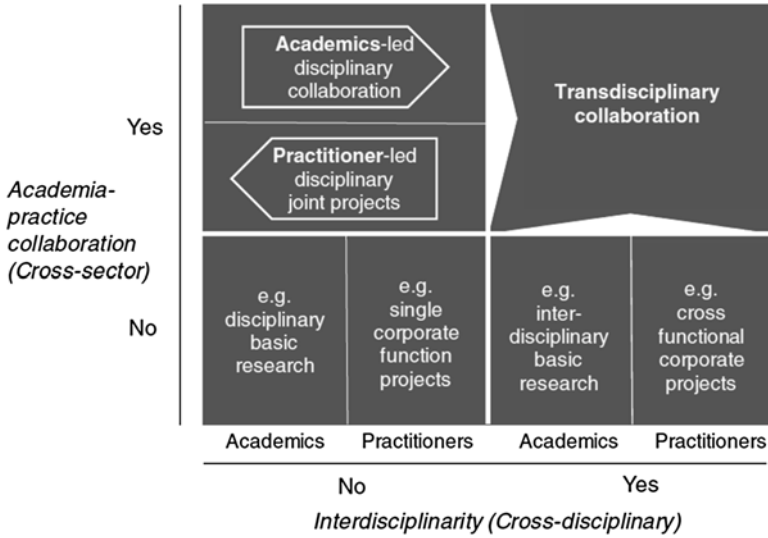 Academics-led
disciplinary
collaboration
Transdisciplinary
collaboration
Yes
Practitioner-led
disciplinary
joint projects
Academia-
practice
collaboration
(Cross-sector)
No
e.g.
disciplinary
basic
research
e.g.
single
corporate
function
projects
e.g.
inter-
disciplinary
basic
research
e.g.
cross
functional
corporate
projects
Academics
Practitioners
Academics
Practitioners
No
Yes
Interdisciplinarity (Cross-disciplinary)